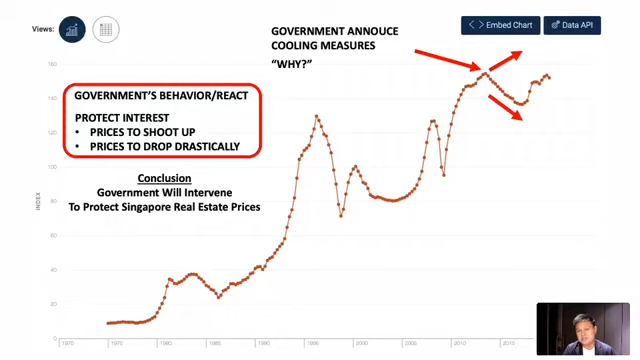 Views:
GOVERNMENT ANNOUCE
COOLING MEASURES
"WHY?"
Embed Chart
Data API
GOVERNMENT'S BEHAVIOR/REACT
PROTECT INTEREST
• PRICES TO SHOOT UP
• PRICES TO DROP DRASTICALLY
Conclusion
Government Will Intervene
To Protect Singapore Real Estate Prices
INDEX
160
140
120
100
80
60
40
20
0
1970
1975
1980
1985
1990
1995
2000
2005
2010
2015